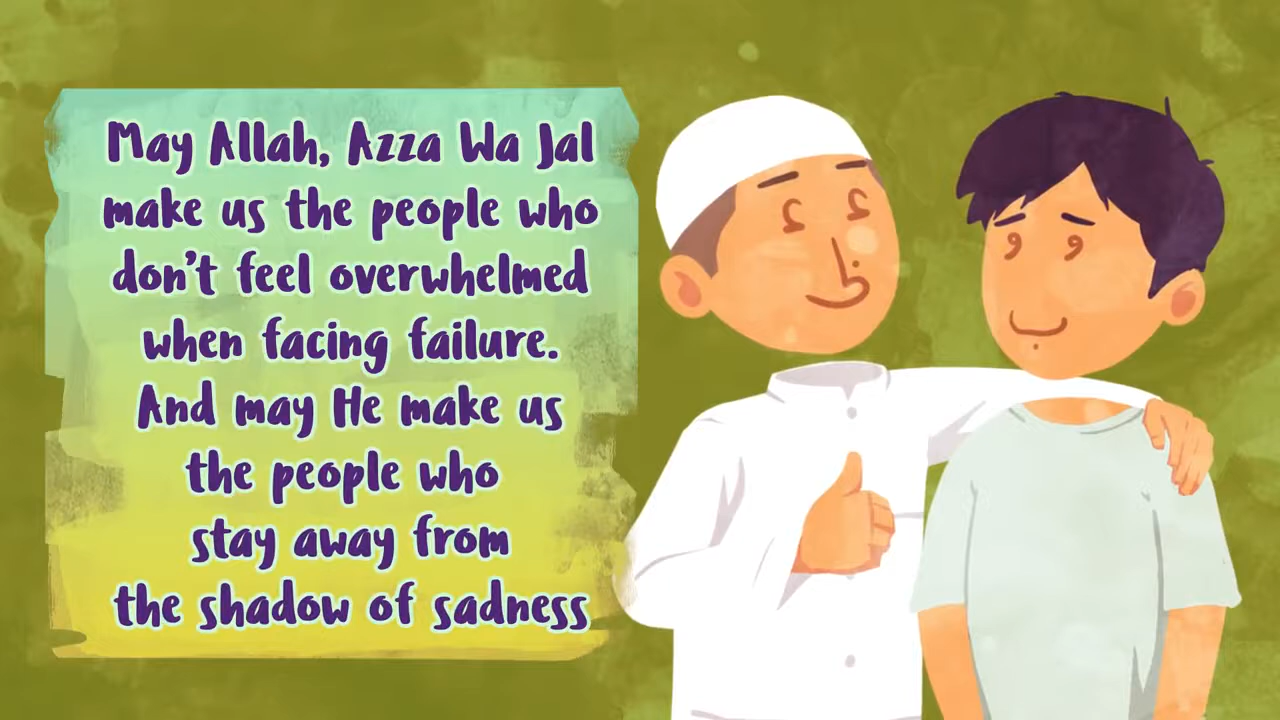 May Allah, Azza Wa Jal
make us the people who
don't feel overwhelmed
when facing failure.
And may He make us
the people who
stay away from
the shadow of sadness